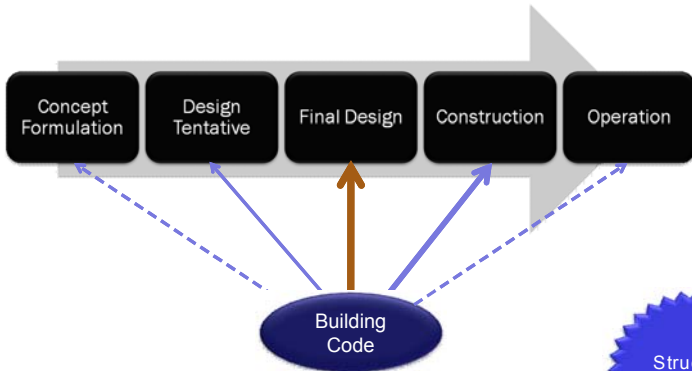 Concept
Formulation
Design
Tentative
Final Design
Construction
Operation
Building
Code